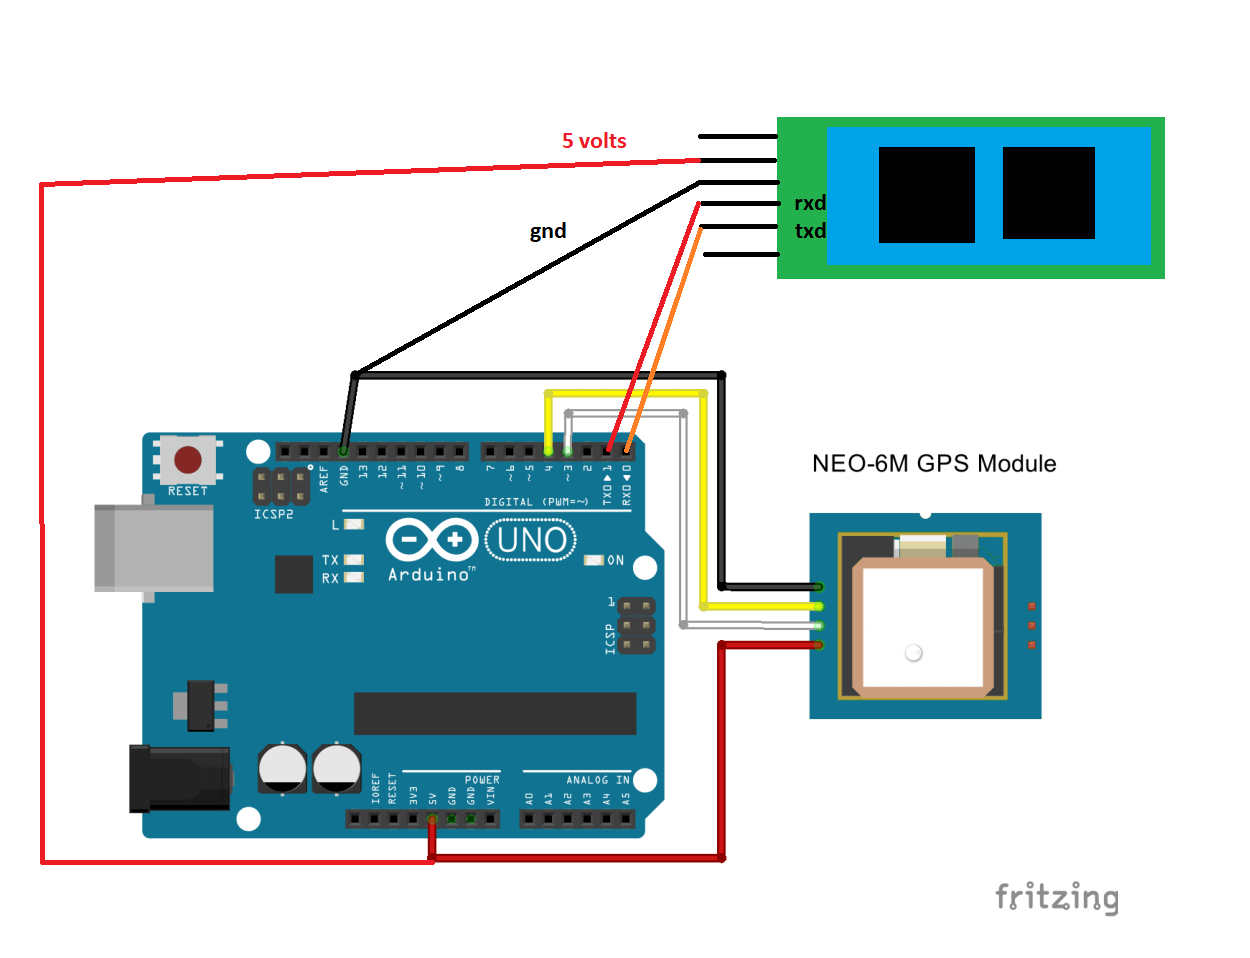 5 volts
rxd
gnd
txd
NEO-6M GPS Module
RESET
ICSP2
AREF
GND
13
12
~11
~10
~9
8
7
~6
~5
4
~3
2
TX0▶1
RX0◀0
DIGITAL (PWM=~)
L
TX
RX
Arduino™
UNO
ON
1
ICSP
IOREF
RESET
3V3
5V
GND
GND
VIN
POWER
ANALOG IN
A0
A1
A2
A3
A4
A5
fritzing